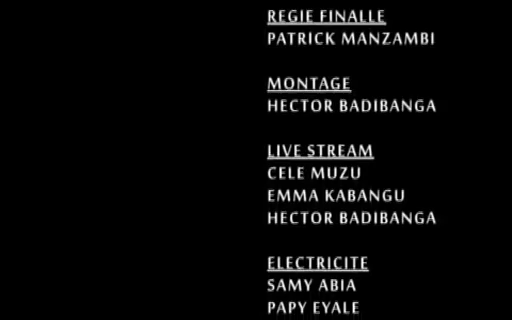 REGIE FINALLE
PATRICK MANZAMBI
MONTAGE
HECTOR BADIBANGA
LIVE STREAM
CELE MUZU
EMMA KABANGU
HECTOR BADIBANGA
ELECTRICITE
SAMY ABIA
PAPY EYALE